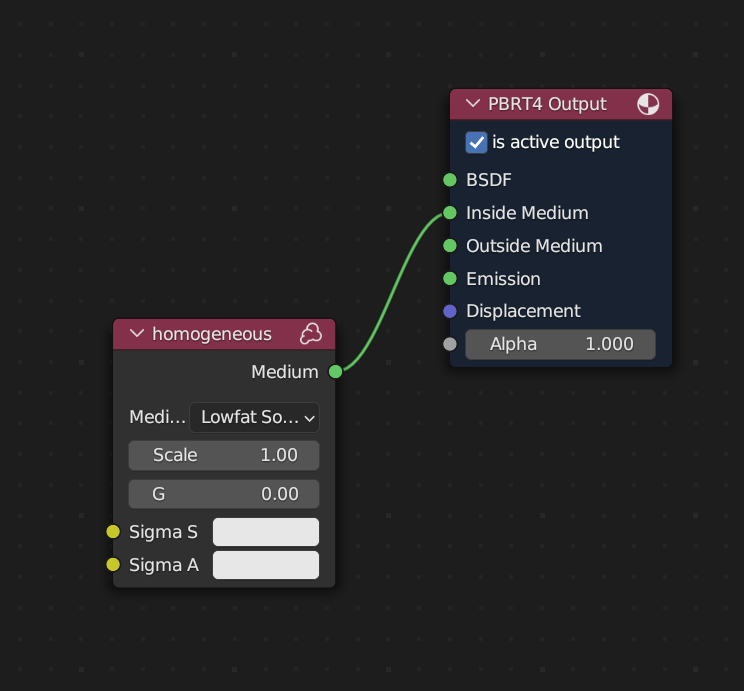 PBRT4 Output
is active output
BSDF
Inside Medium
Outside Medium
Emission
Displacement
Alpha 1.000
homogeneous
Medium
Medi... Lowfat So...
Scale 1.00
G 0.00
Sigma S
Sigma A